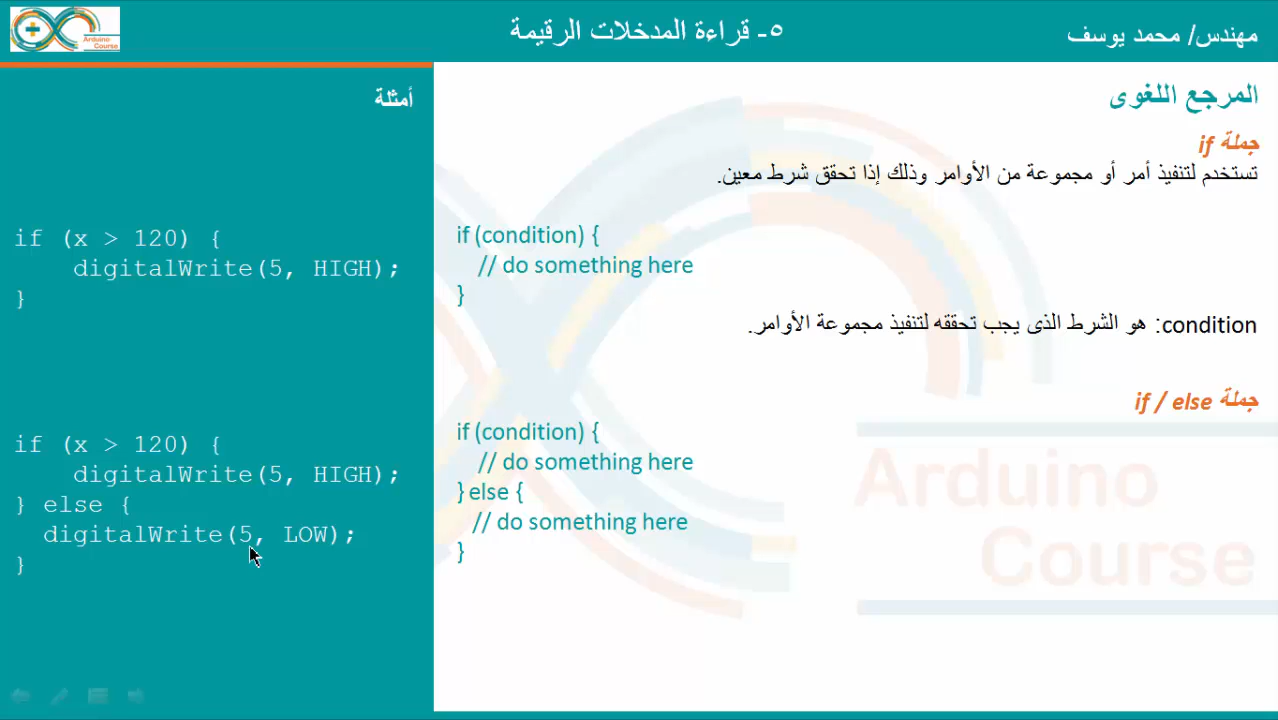 مهندس/ محمد يوسف
٥- قراءة المدخلات الرقيمة
Arduino
Course
المرجع اللغوى
جملة if
تستخدم لتنفيذ أمر أو مجموعة من الأوامر وذلك إذا تحقق شرط معين.
if (condition) {
// do something here
}
condition: هو الشرط الذى يجب تحققه لتنفيذ مجموعة الأوامر.
جملة if / else
if (condition) {
// do something here
} else {
// do something here
}
Arduino
Course
أمثلة
if (x > 120) {
digitalWrite(5, HIGH);
}
if (x > 120) {
digitalWrite(5, HIGH);
} else {
digitalWrite(5, LOW);
}